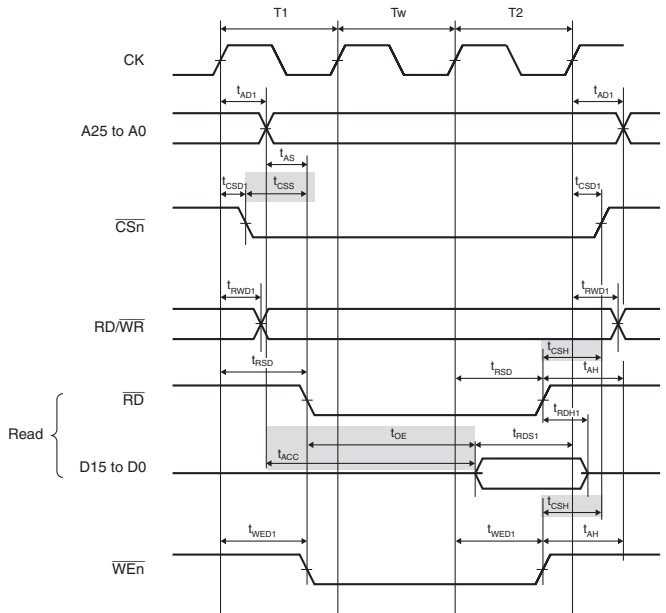 T1 Tw T2
CK
tAD1 tAD1
A25 to A0
tAS
tCSD1 tCSS tCSD1
CSn
tRWD1 tRWD1
RD/WR
tCSH
tRSD tRSD tAH
RD
tRDH1
Read
tOE tRDS1
tACC
D15 to D0
tCSH
tWED1 tWED1 tAH
WEn